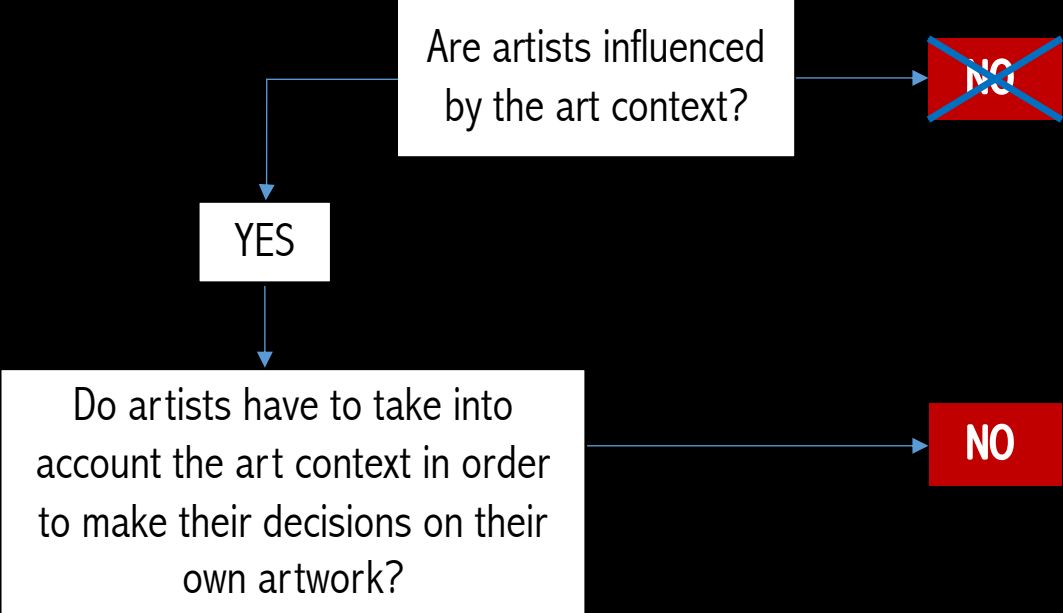 Are artists influenced
by the art context?
NO
YES
Do artists have to take into
account the art context in order
to make their decisions on their
own artwork?
NO